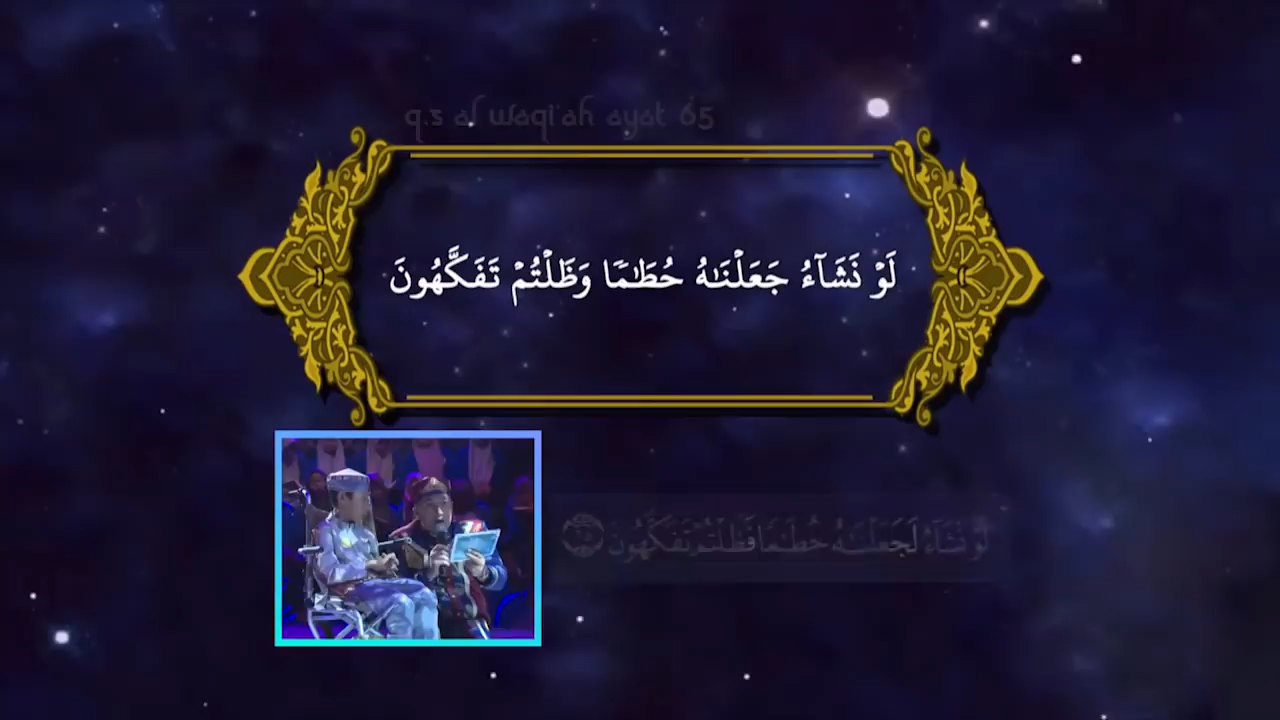 q.s al waqi'ah ayat 65
لَوْ نَشَآءُ جَعَلْنَٰهُ حُطَٰمًا وَظَلْتُمْ تَفَكَّهُونَ
لَوْ نَشَآءُ لَجَعَلْنَٰهُ حُطَٰمًا فَظَلْتُمْ تَفَكَّهُونَ